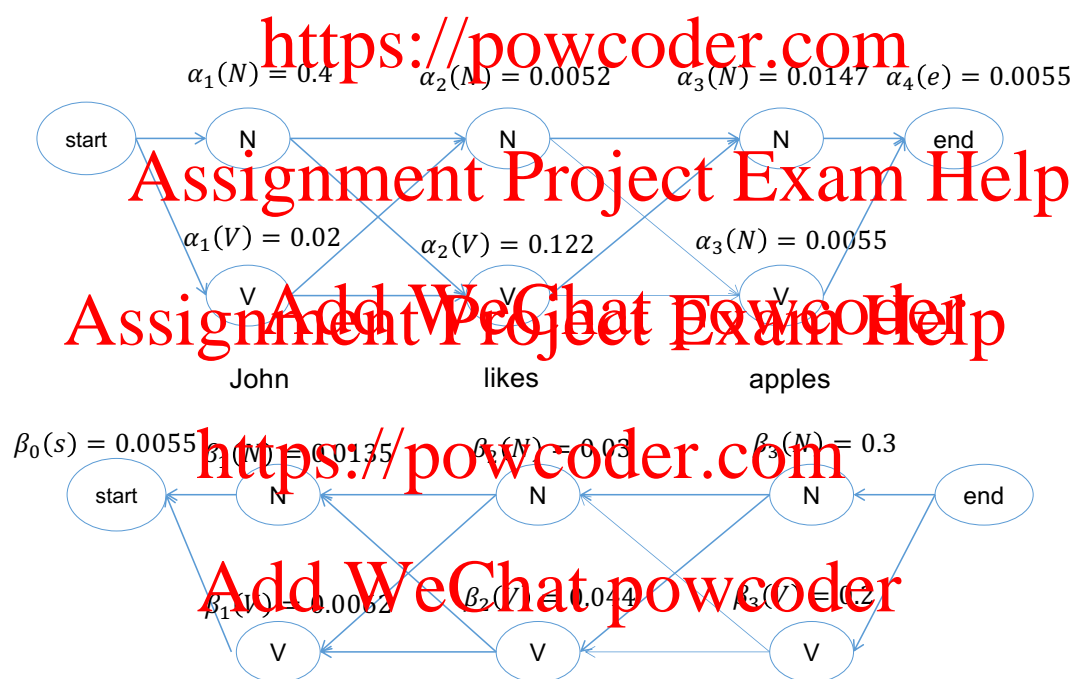 https://powcoder.com
α₁(N) = 0.4 α₂(N) = 0.0052 α₃(N) = 0.0147 α₄(e) = 0.0055
start N N N end
Assignment Project Exam Help
α₁(V) = 0.02 α₂(V) = 0.122 α₃(N) = 0.0055
V V V
Add WeChat powcoder
Assignment Project Exam Help
John likes apples
β₀(s) = 0.0055 β₁(N) = 0.0135 β₂(N) = 0.03 β₃(N) = 0.3
https://powcoder.com
start N N N end
Add WeChat powcoder
β₁(V) = 0.0062 β₂(V) = 0.044 β₃(V) = 0.2
V V V